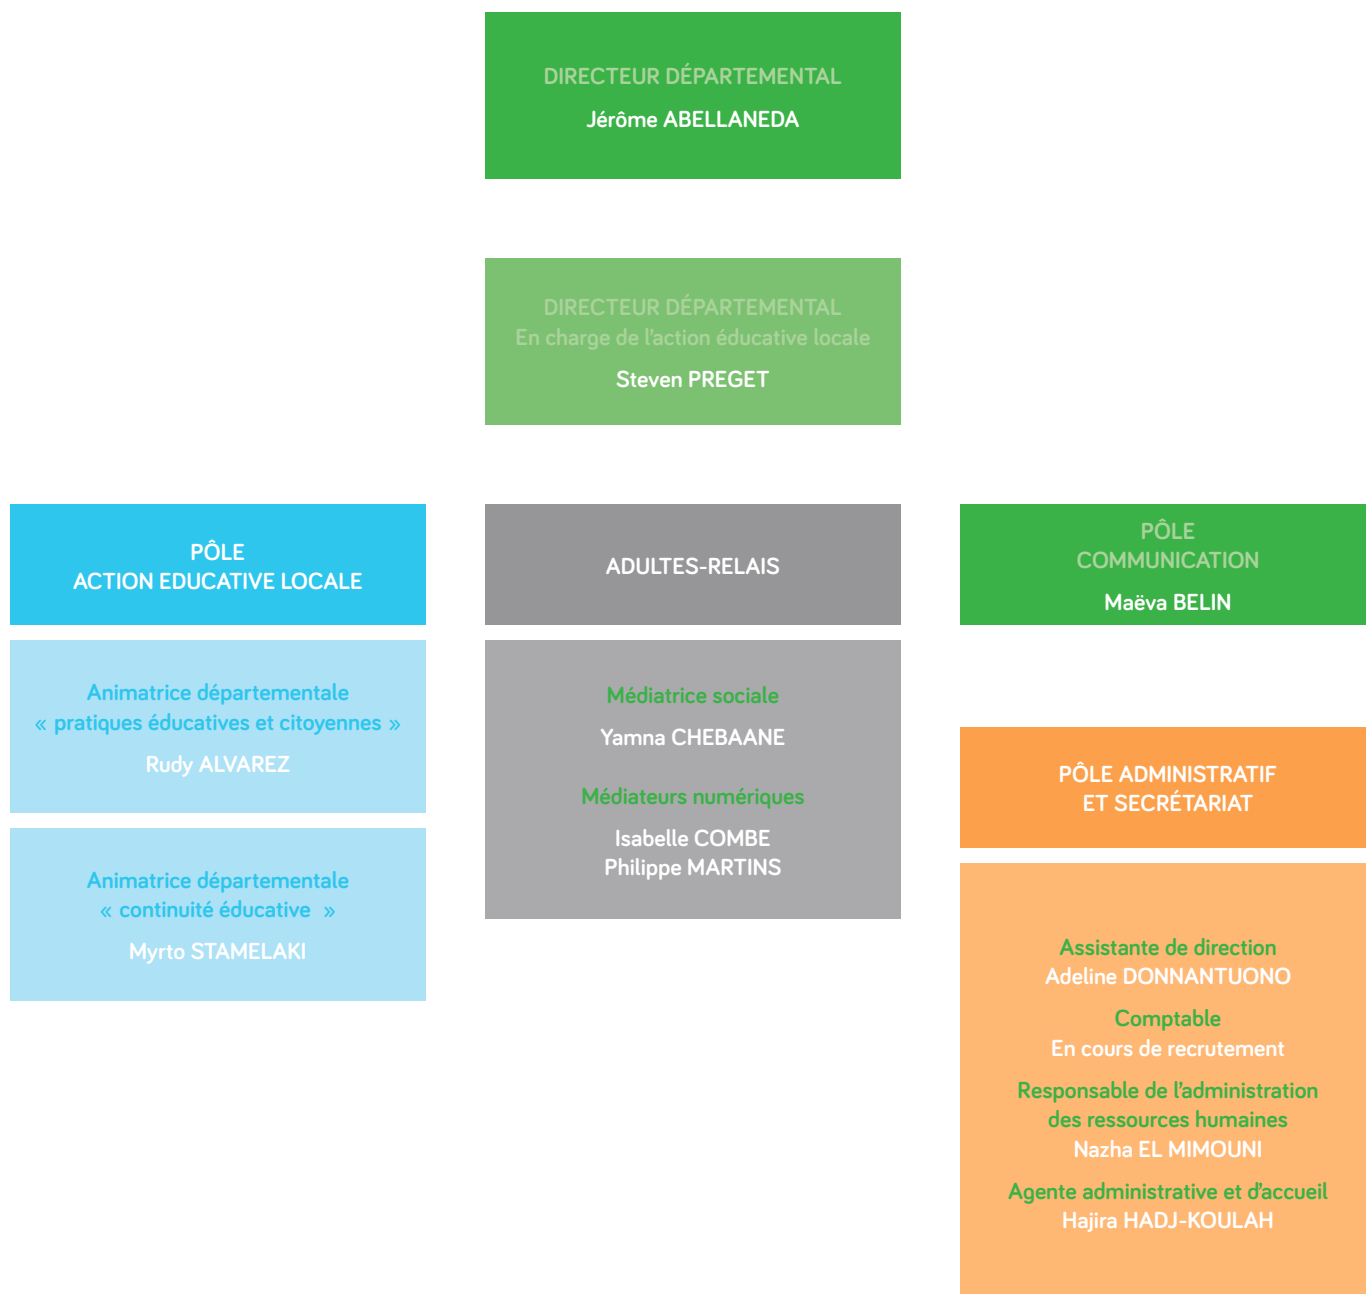 DIRECTEUR DÉPARTEMENTAL
Jérôme ABELLANEDA
DIRECTEUR DÉPARTEMENTAL
En charge de l'action éducative locale
Steven PREGET
PÔLE
ACTION EDUCATIVE LOCALE
Animatrice départementale
« pratiques éducatives et citoyennes »
Rudy ALVAREZ
Animatrice départementale
« continuité éducative »
Myrto STAMELAKI
ADULTES-RELAIS
Médiatrice sociale
Yamna CHEBAANE
Médiateurs numériques
Isabelle COMBE
Philippe MARTINS
PÔLE
COMMUNICATION
Maëva BELIN
PÔLE ADMINISTRATIF
ET SECRÉTARIAT
Assistante de direction
Adeline DONNANTUONO
Comptable
En cours de recrutement
Responsable de l'administration
des ressources humaines
Nazha EL MIMOUNI
Agente administrative et d'accueil
Hajira HADJ-KOULAH